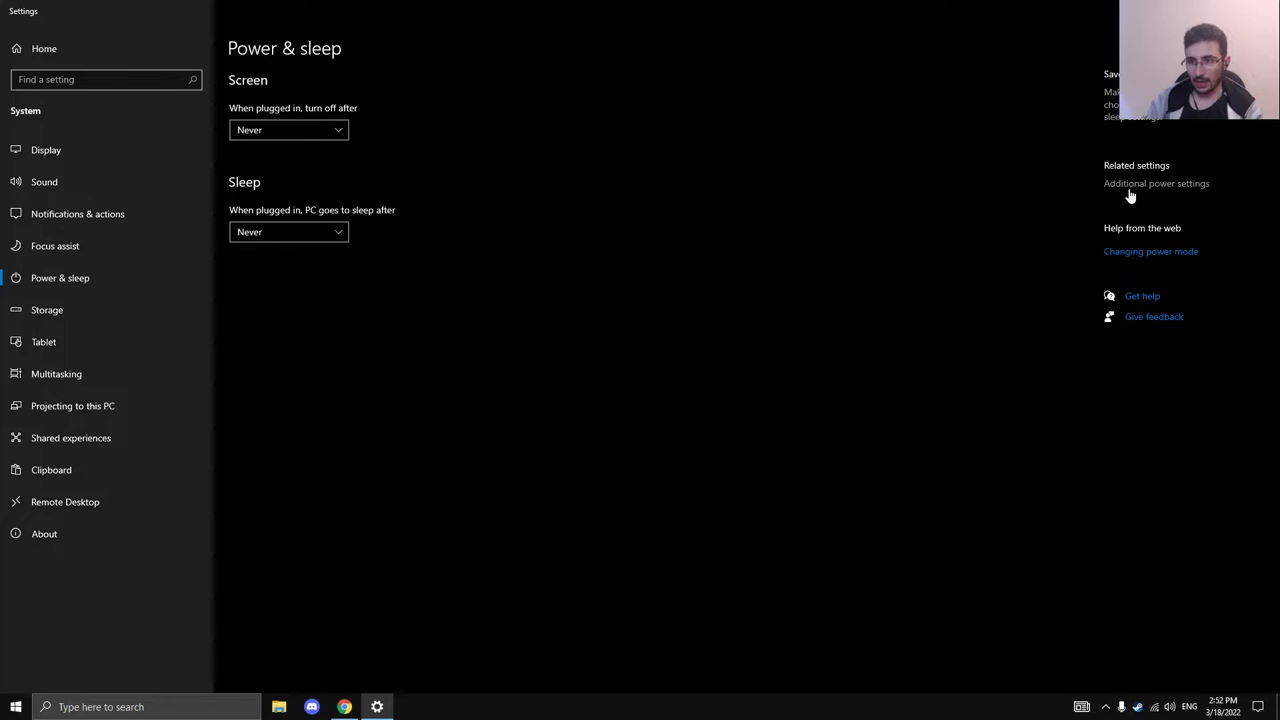 Settings
Home
Find a setting
System
Display
Sound
Notifications & actions
Focus assist
Power & sleep
Storage
Tablet
Multitasking
Projecting to this PC
Shared experiences
Clipboard
Remote Desktop
About
Power & sleep
Screen
When plugged in, turn off after
Never
Sleep
When plugged in, PC goes to sleep after
Never
Related settings
Additional power settings
Help from the web
Changing power mode
Get help
Give feedback
Type here to search
ENG
2:52 PM
3/18/2022